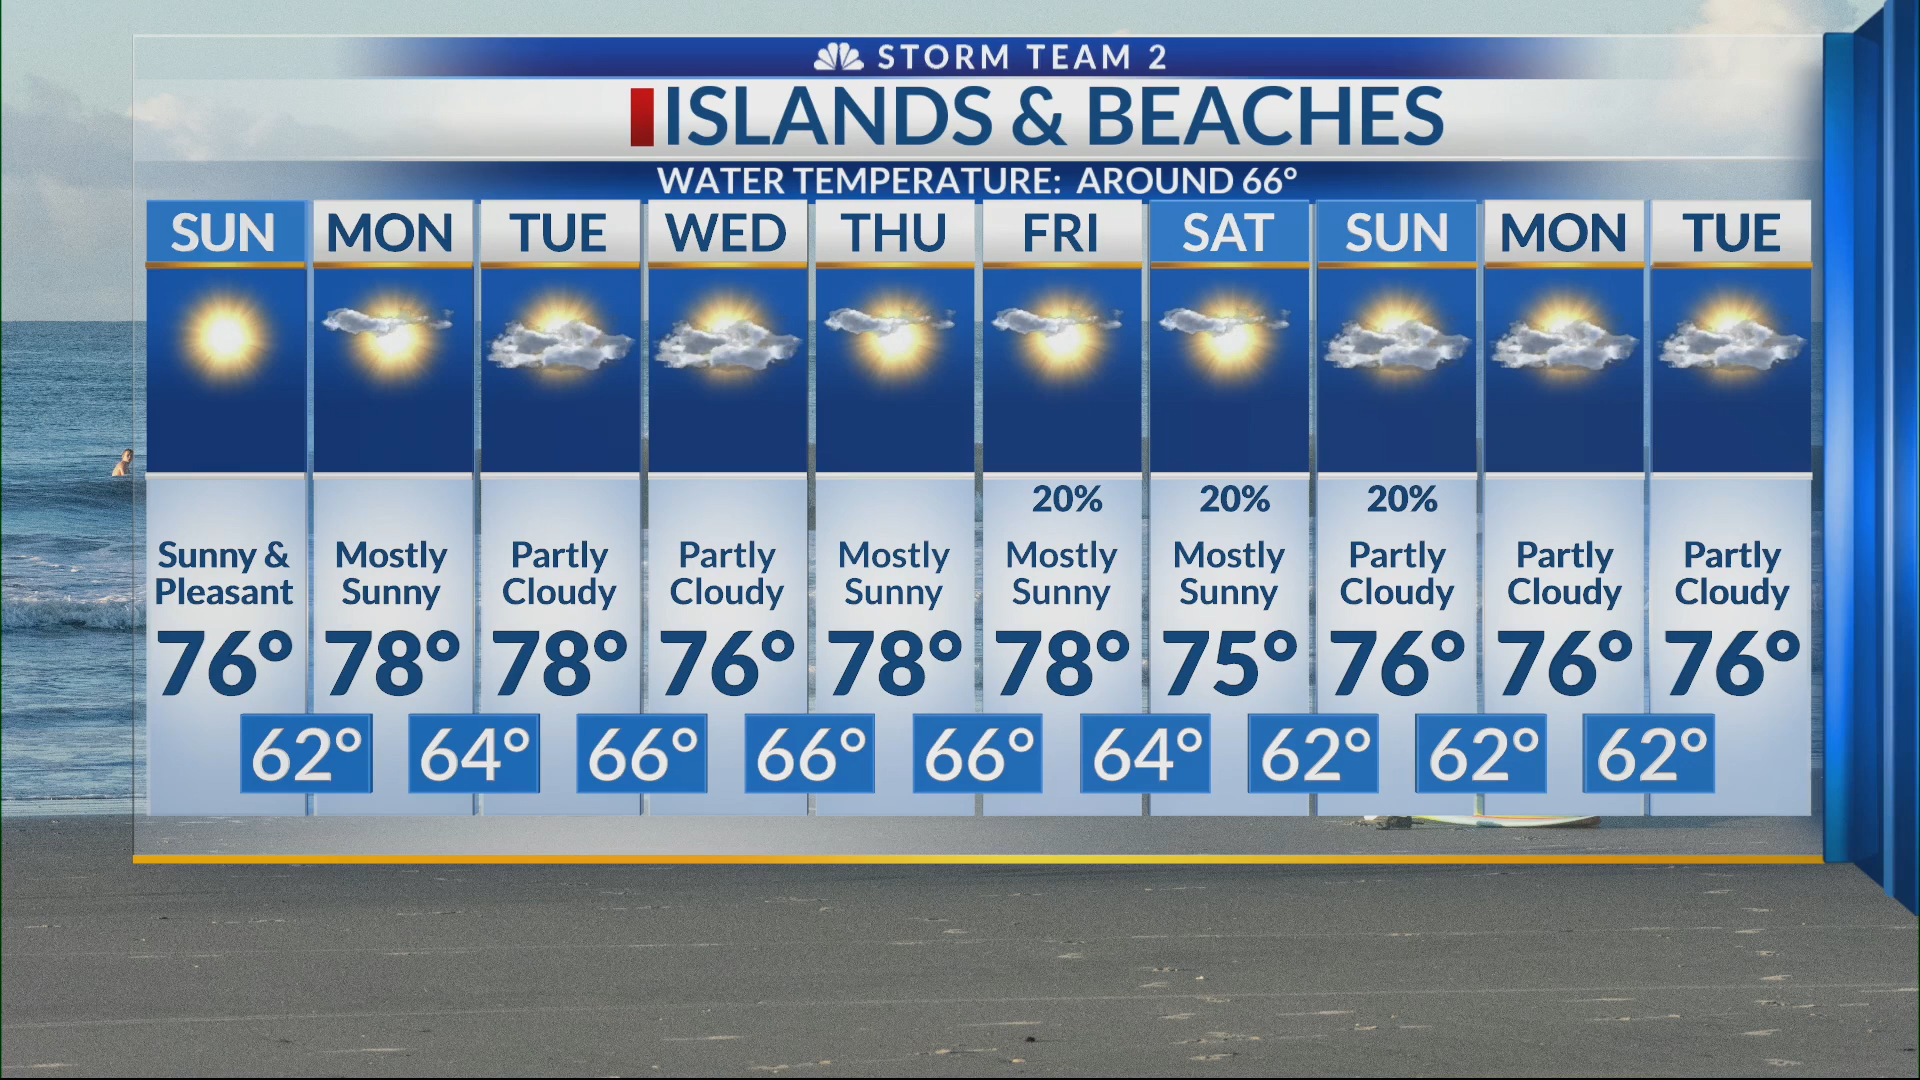 STORM TEAM 2
ISLANDS & BEACHES
WATER TEMPERATURE: AROUND 66°
SUN MON TUE WED THU FRI SAT SUN MON TUE
20% 20% 20%
Sunny & Mostly Partly Partly Mostly Mostly Mostly Partly Partly Partly
Pleasant Sunny Cloudy Cloudy Sunny Sunny Sunny Cloudy Cloudy Cloudy
76° 78° 78° 76° 78° 78° 75° 76° 76° 76°
62° 64° 66° 66° 66° 64° 62° 62° 62°